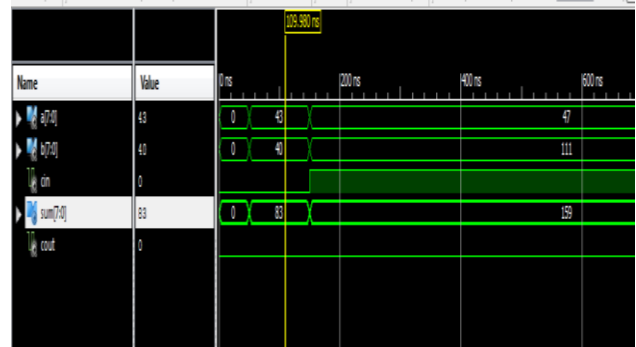 109.980 ns
Name Value 0 ns 200 ns 400 ns 600 ns
a[7:0] 43 0 43 47
b[7:0] 40 0 40 111
cin 0
sum[7:0] 83 0 83 159
cout 0